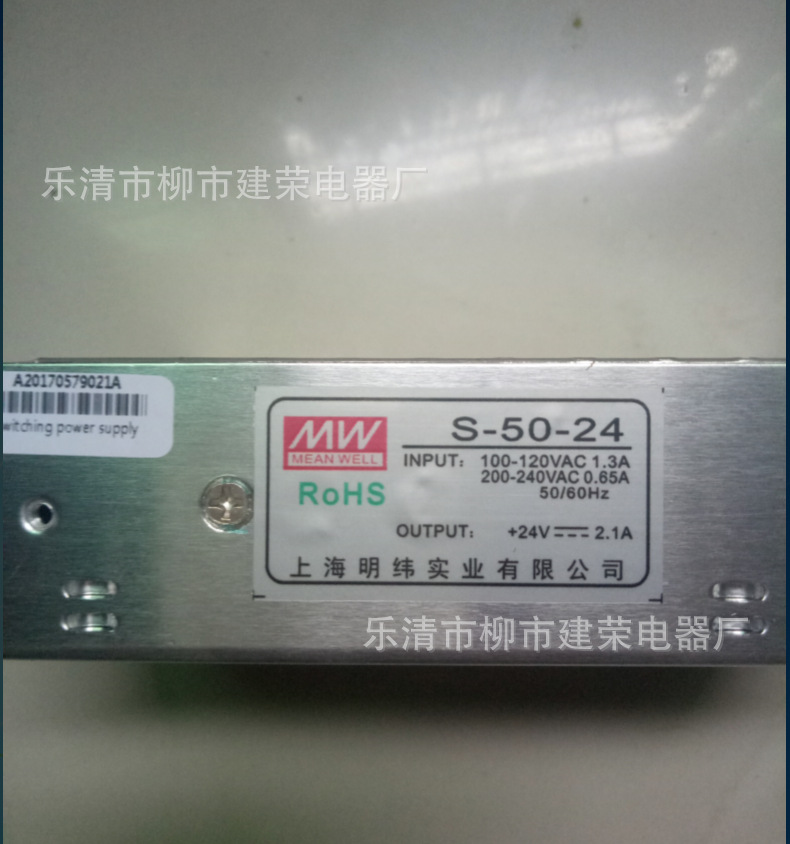 乐清市柳市建荣电器厂
A20170579021A
witching power supply
MW
MEAN WELL
RoHS
S-50-24
INPUT: 100-120VAC 1.3A
200-240VAC 0.65A
50/60Hz
OUTPUT: +24V⎓2.1A
上海明纬实业有限公司
乐清市柳市建荣电器厂